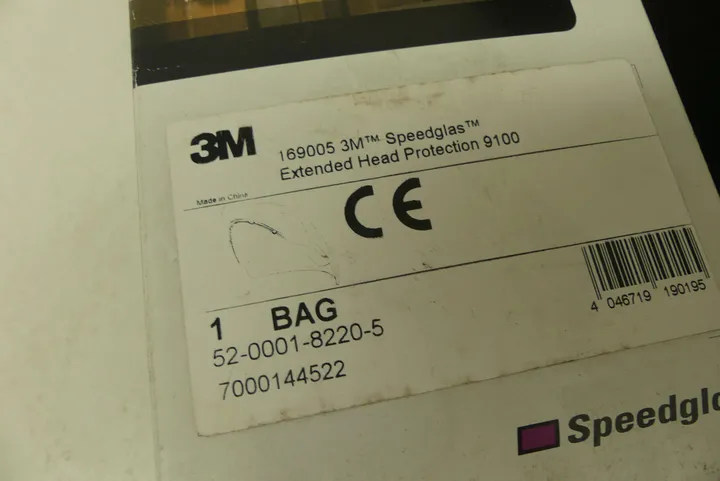 3M
169005 3M™ Speedglas™
Extended Head Protection 9100
Made in China
CE
1 BAG
52-0001-8220-5
7000144522
4 046719 190195
Speedgla